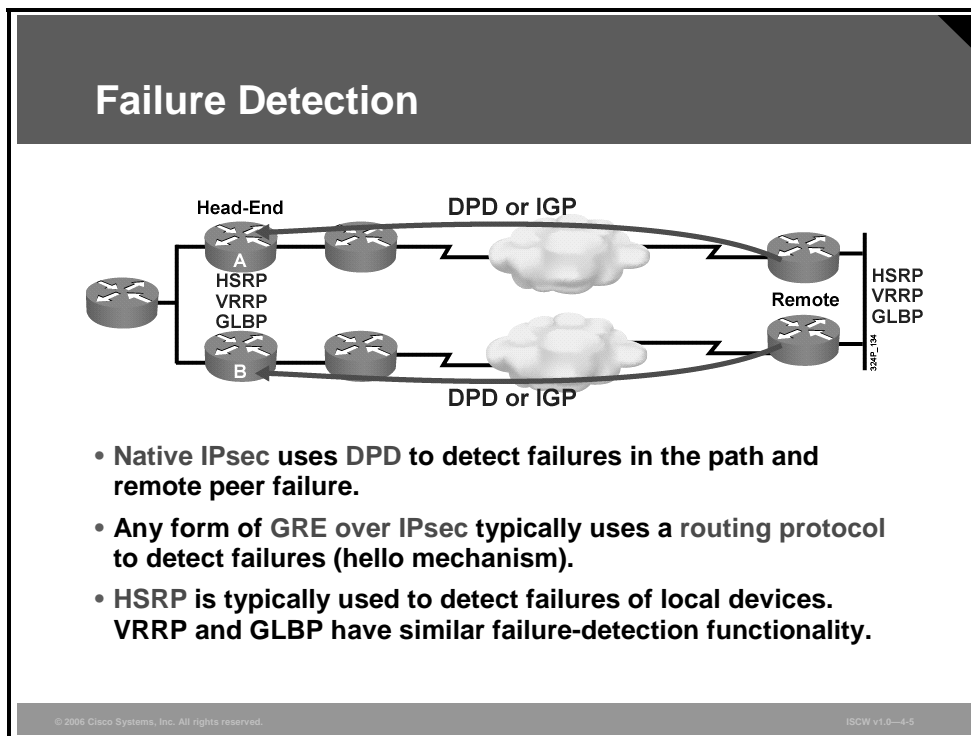 Failure Detection
Head-End
DPD or IGP
A
HSRP
VRRP
GLBP
B
DPD or IGP
Remote
HSRP
VRRP
GLBP
324P_134
• Native IPsec uses DPD to detect failures in the path and
remote peer failure.
• Any form of GRE over IPsec typically uses a routing protocol
to detect failures (hello mechanism).
• HSRP is typically used to detect failures of local devices.
VRRP and GLBP have similar failure-detection functionality.
© 2006 Cisco Systems, Inc. All rights reserved.
ISCW v1.0—4-5